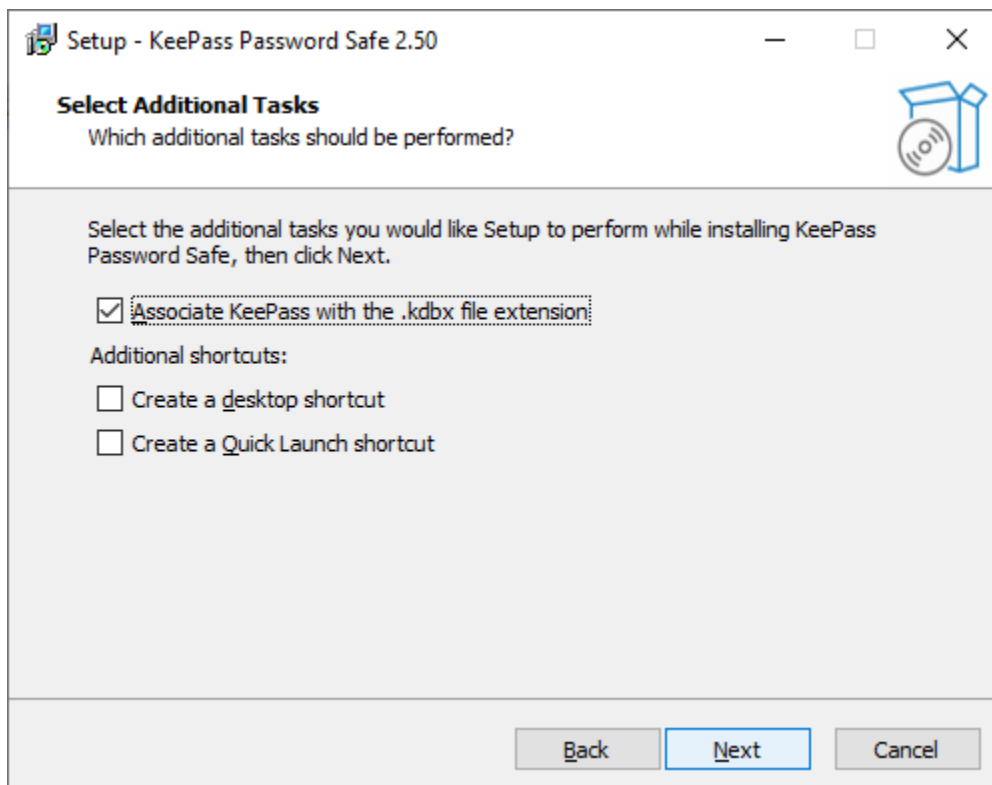 Setup - KeePass Password Safe 2.50
Select Additional Tasks
Which additional tasks should be performed?
Select the additional tasks you would like Setup to perform while installing KeePass
Password Safe, then click Next.
Associate KeePass with the .kdbx file extension
Additional shortcuts:
Create a desktop shortcut
Create a Quick Launch shortcut
Back
Next
Cancel